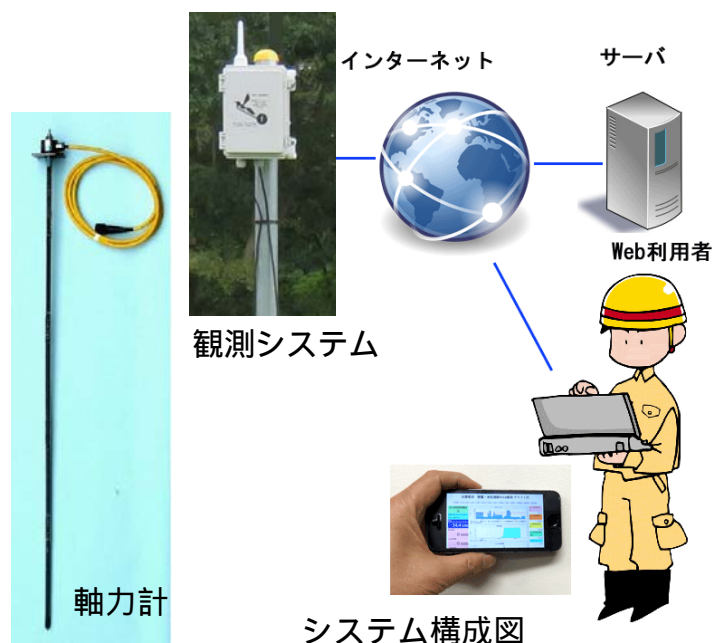 インターネット
サーバ
Web利用者
観測システム
軸力計
システム構成図